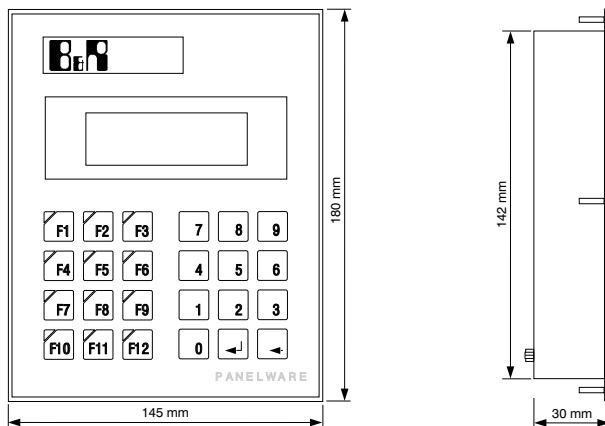 B&R
180 mm
142 mm
F1 F2 F3 7 8 9
F4 F5 F6 4 5 6
F7 F8 F9 1 2 3
F10 F11 F12 0
PANELWARE
145 mm
30 mm